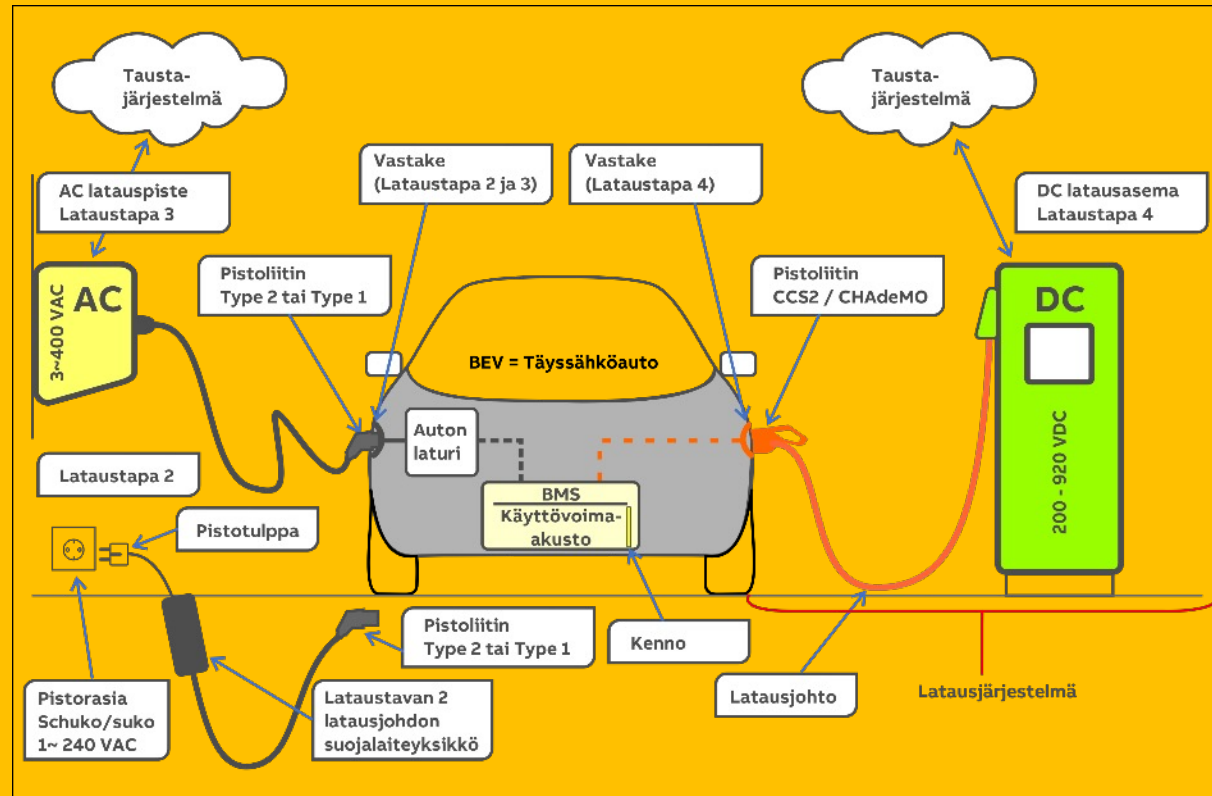 Tausta-
järjestelmä
Tausta-
järjestelmä
AC latauspiste
Lataustapa 3
Vastake
(Lataustapa 2 ja 3)
Vastake
(Lataustapa 4)
DC latausasema
Lataustapa 4
Pistoliitin
Type 2 tai Type 1
Pistoliitin
CCS2 / CHAdeMO
3~400 VAC
AC
DC
200 - 920 VDC
BEV = Täyssähköauto
Auton
laturi
BMS
Käyttövoima-
akusto
Lataustapa 2
Pistotulppa
Pistoliitin
Type 2 tai Type 1
Kenno
Latausjohto
Latausjärjestelmä
Pistorasia
Schuko/suko
1~ 240 VAC
Lataustavan 2
latausjohdon
suojalaiteyksikkö